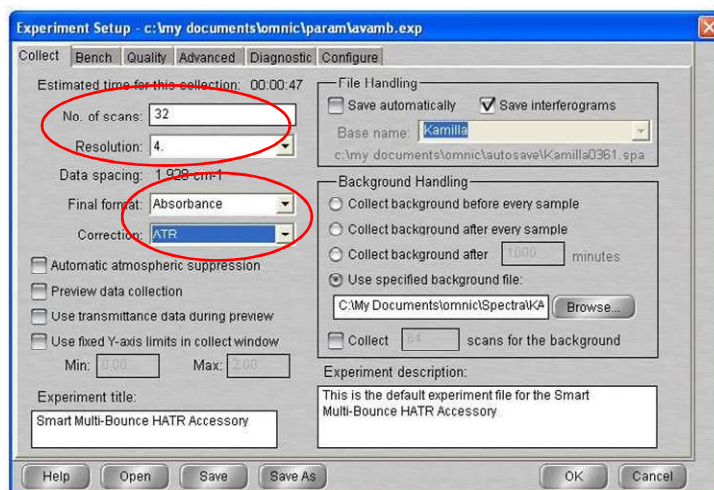 Experiment Setup - c:\my documents\omnic\param\avamb.exp
Collect Bench Quality Advanced Diagnostic Configure
Estimated time for this collection: 00:00:47
No. of scans: 32
Resolution: 4.
Data spacing: 1.928 cm-1
Final format: Absorbance
Correction: ATR
Automatic atmospheric suppression
Preview data collection
Use transmittance data during preview
Use fixed Y-axis limits in collect window
Min: 0.00 Max: 2.00
Experiment title:
Smart Multi-Bounce HATR Accessory
File Handling
Save automatically Save interferograms
Base name: Kamilla
c:\my documents\omnic\autosave\Kamilla0361.spa
Background Handling
Collect background before every sample
Collect background after every sample
Collect background after 1000 minutes
Use specified background file:
C:\My Documents\omnic\Spectra\KA Browse...
Collect 64 scans for the background
Experiment description:
This is the default experiment file for the Smart
Multi-Bounce HATR Accessory
Help Open Save Save As OK Cancel